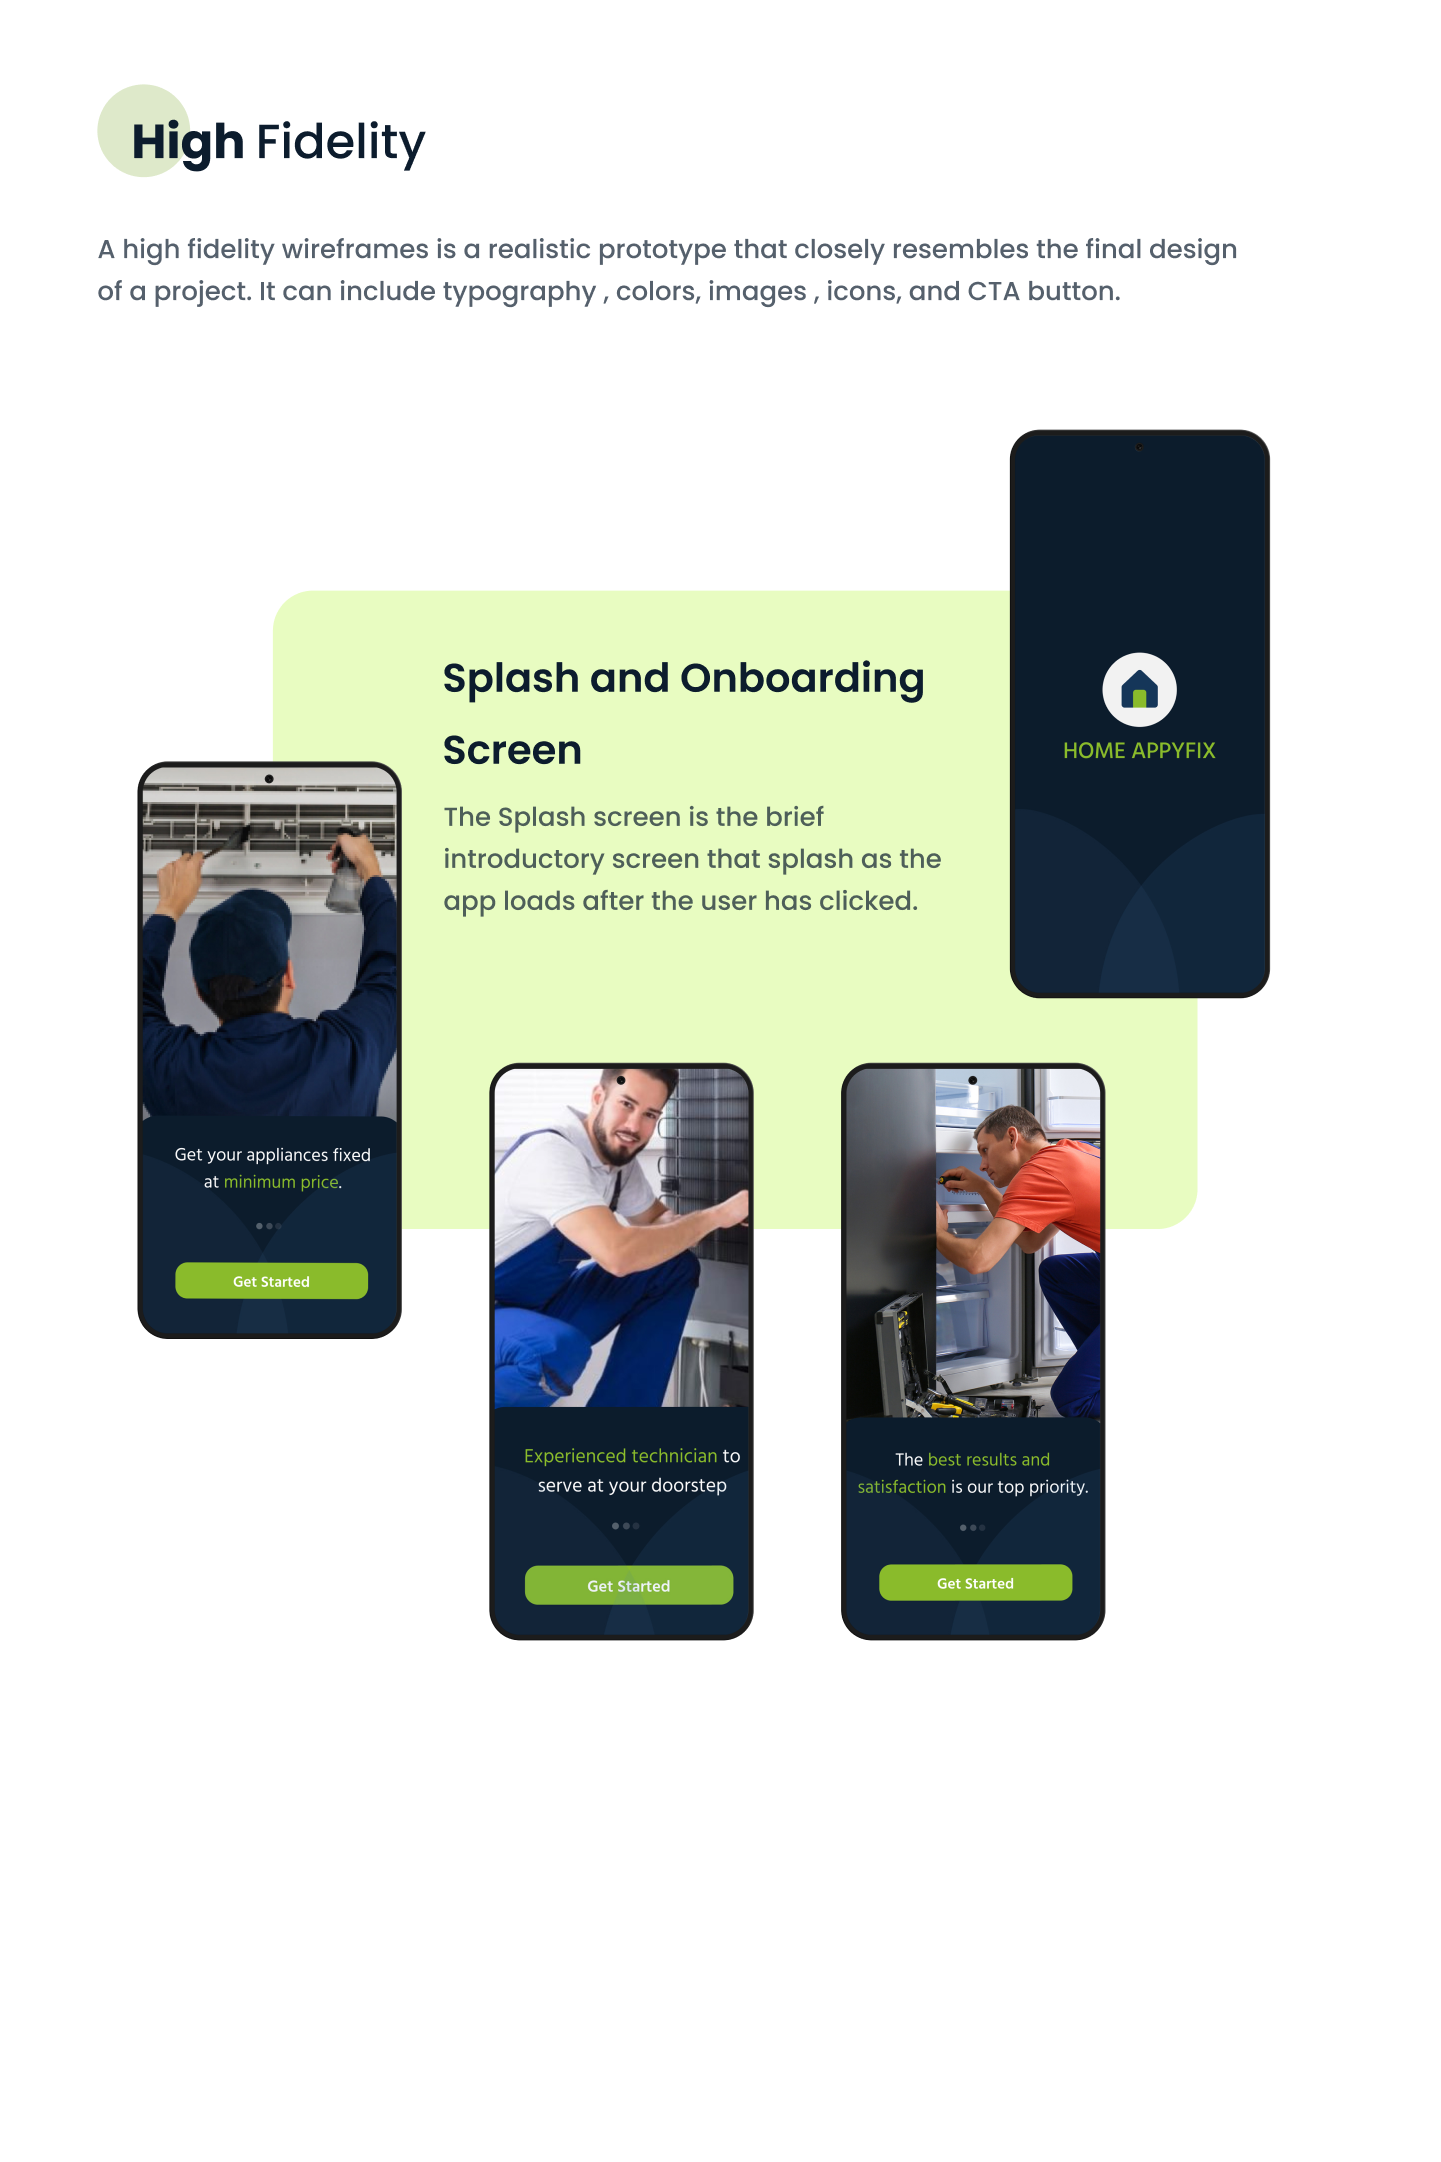 High Fidelity
A high fidelity wireframes is a realistic prototype that closely resembles the final design
of a project. It can include typography , colors, images , icons, and CTA button.
Splash and Onboarding
Screen
The Splash screen is the brief
introductory screen that splash as the
app loads after the user has clicked.
HOME APPYFIX
Get your appliances fixed
at minimum price.
Get Started
Experienced technician to
serve at your doorstep
Get Started
The best results and
satisfaction is our top priority.
Get Started